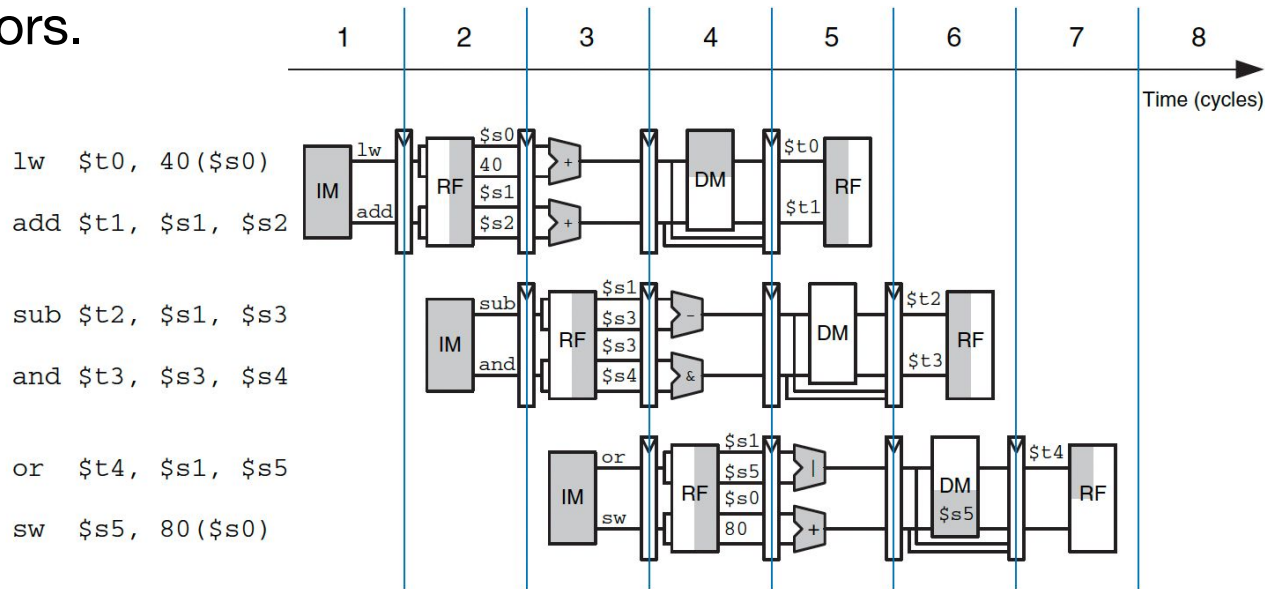 ors.
1 2 3 4 5 6 7 8
Time (cycles)
lw $t0, 40($s0)
add $t1, $s1, $s2
IM
lw
add
RF
$s0
40
$s1
$s2
+
+
DM
$t0
$t1
RF
sub $t2, $s1, $s3
and $t3, $s3, $s4
IM
sub
and
RF
$s1
$s3
$s3
$s4
-
&
DM
$t2
$t3
RF
or $t4, $s1, $s5
sw $s5, 80($s0)
IM
or
sw
RF
$s1
$s5
$s0
80
|
+
DM
$s5
$t4
RF